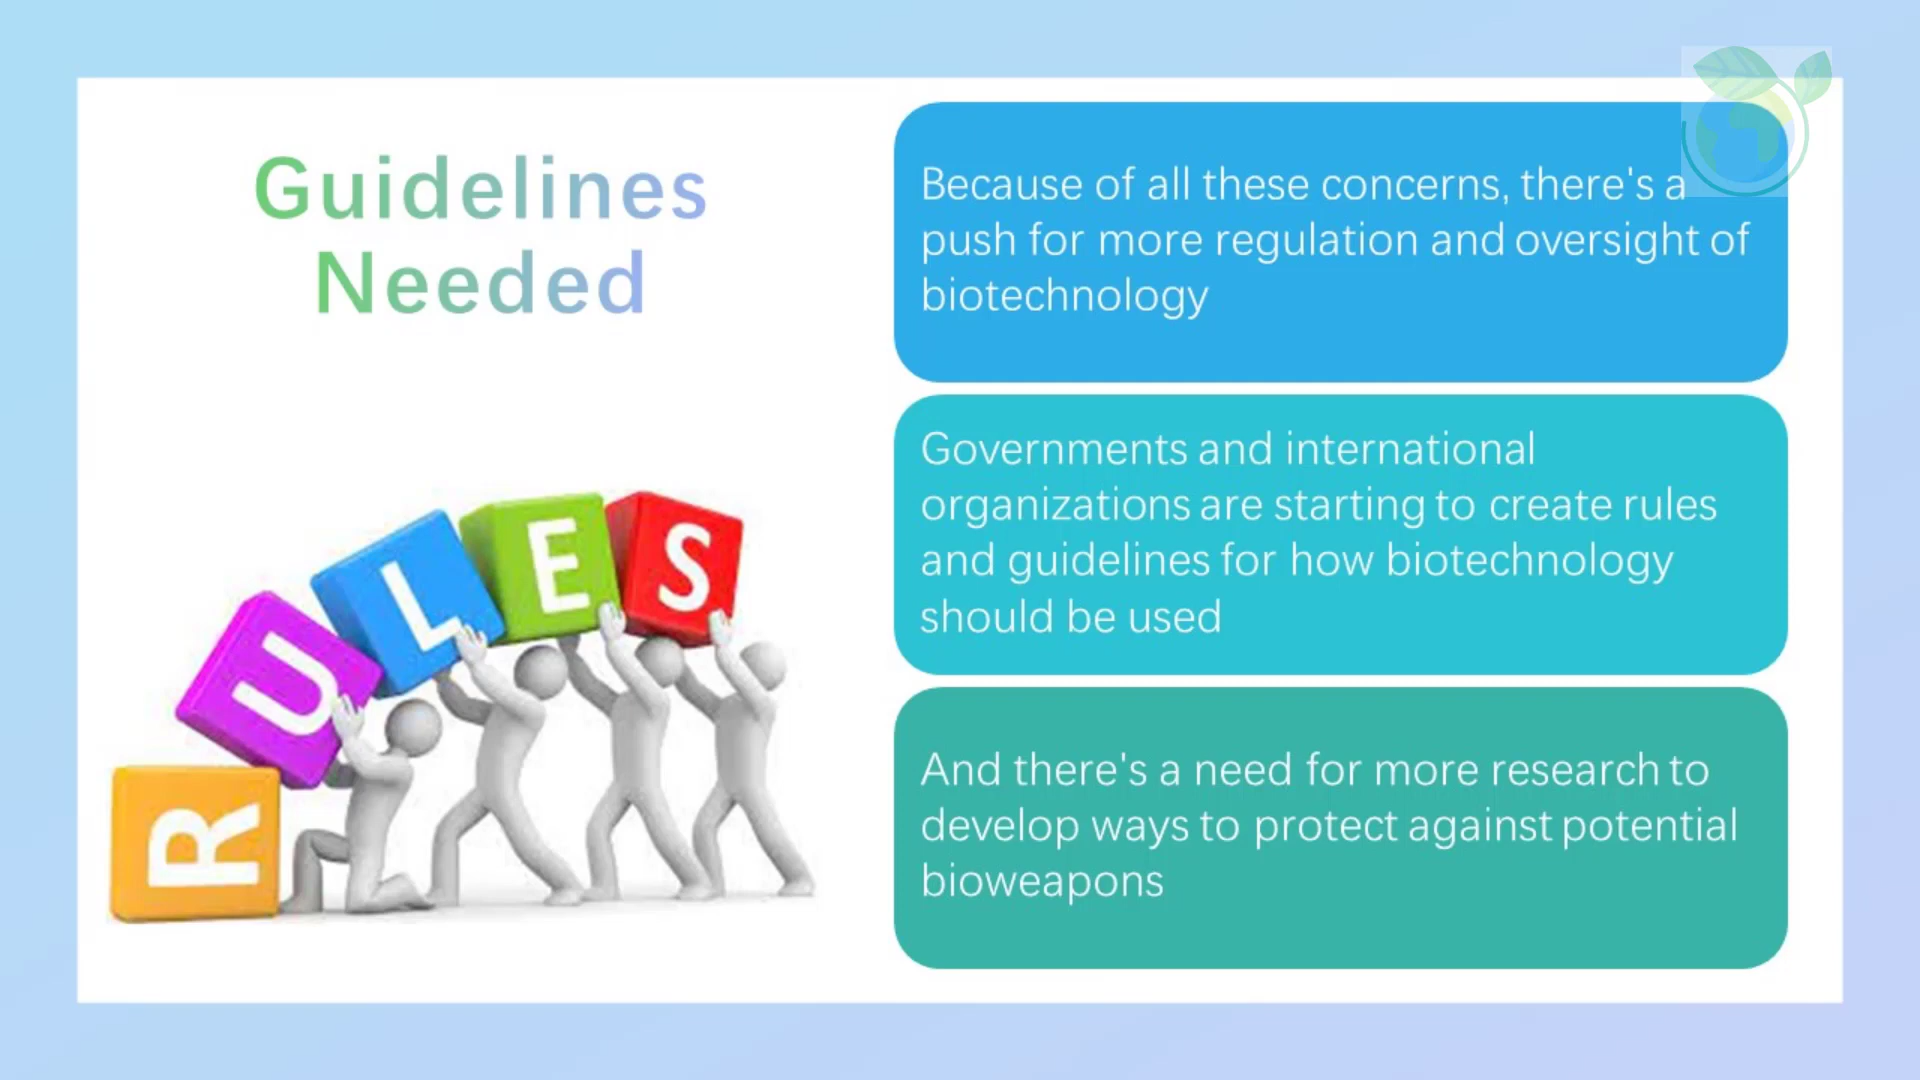 Guidelines
Needed
RULES
Because of all these concerns, there's a
push for more regulation and oversight of
biotechnology
Governments and international
organizations are starting to create rules
and guidelines for how biotechnology
should be used
And there's a need for more research to
develop ways to protect against potential
bioweapons